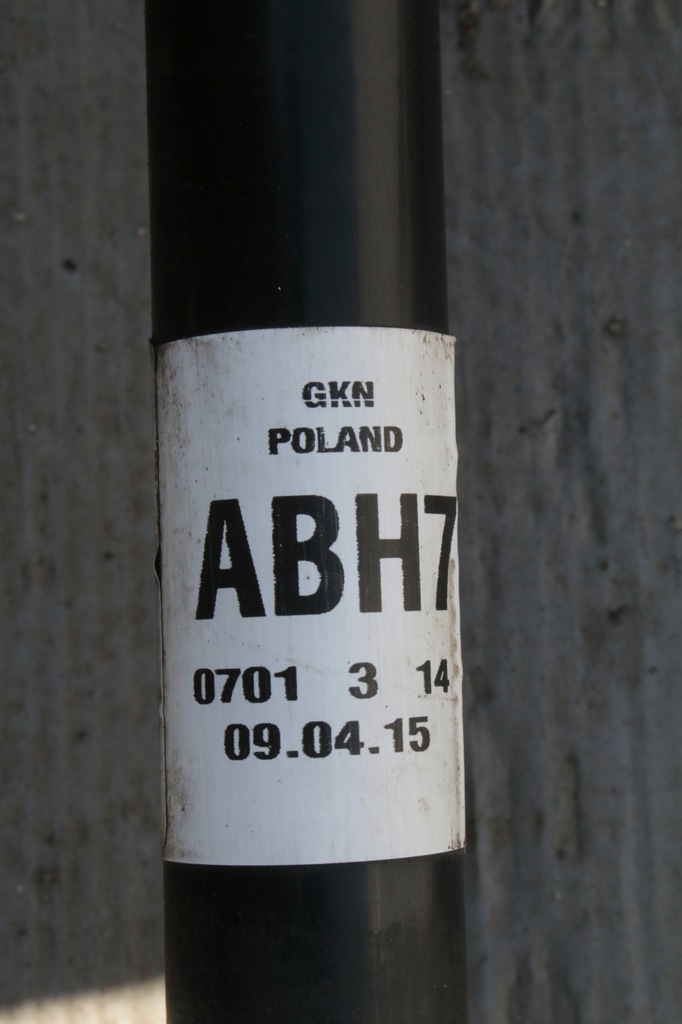 GKN
POLAND
ABH7
0701 3 14
09.04.15